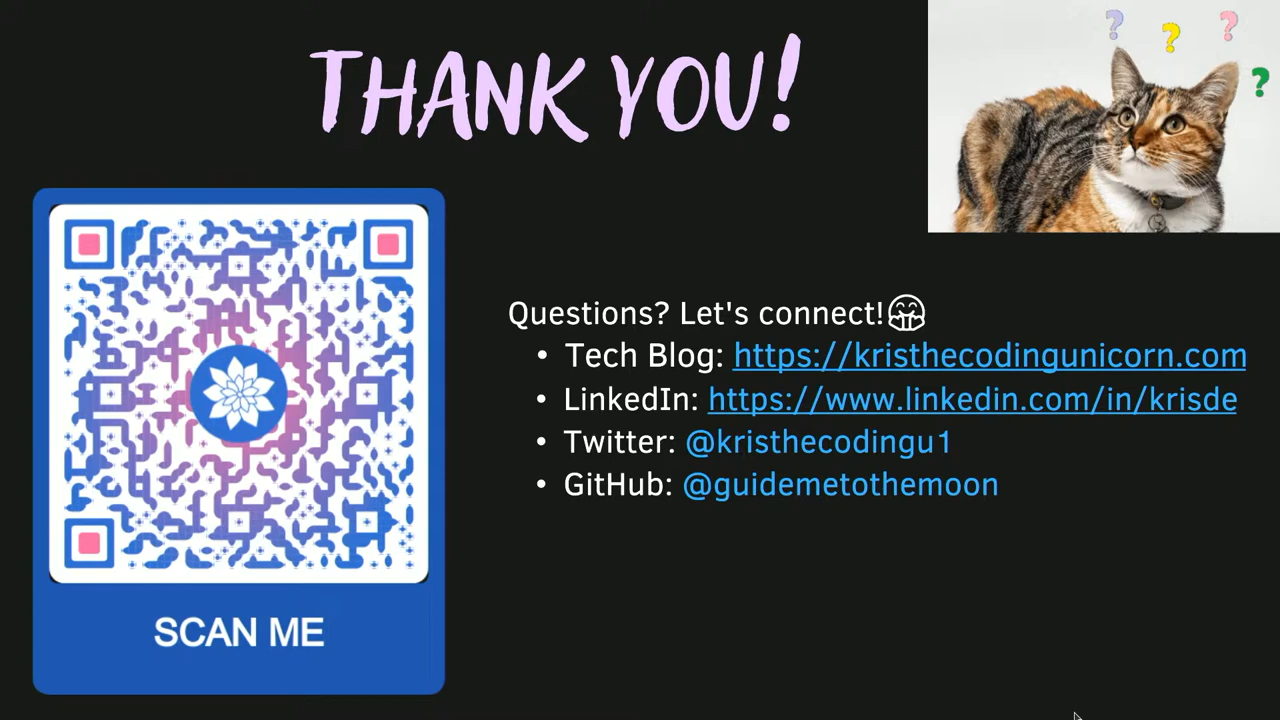 THANK YOU!
? ? ? ?
Questions? Let's connect!🤗
• Tech Blog: https://kristhecodingunicorn.com
• LinkedIn: https://www.linkedin.com/in/krisde
• Twitter: @kristhecodingu1
• GitHub: @guidemetothemoon
SCAN ME